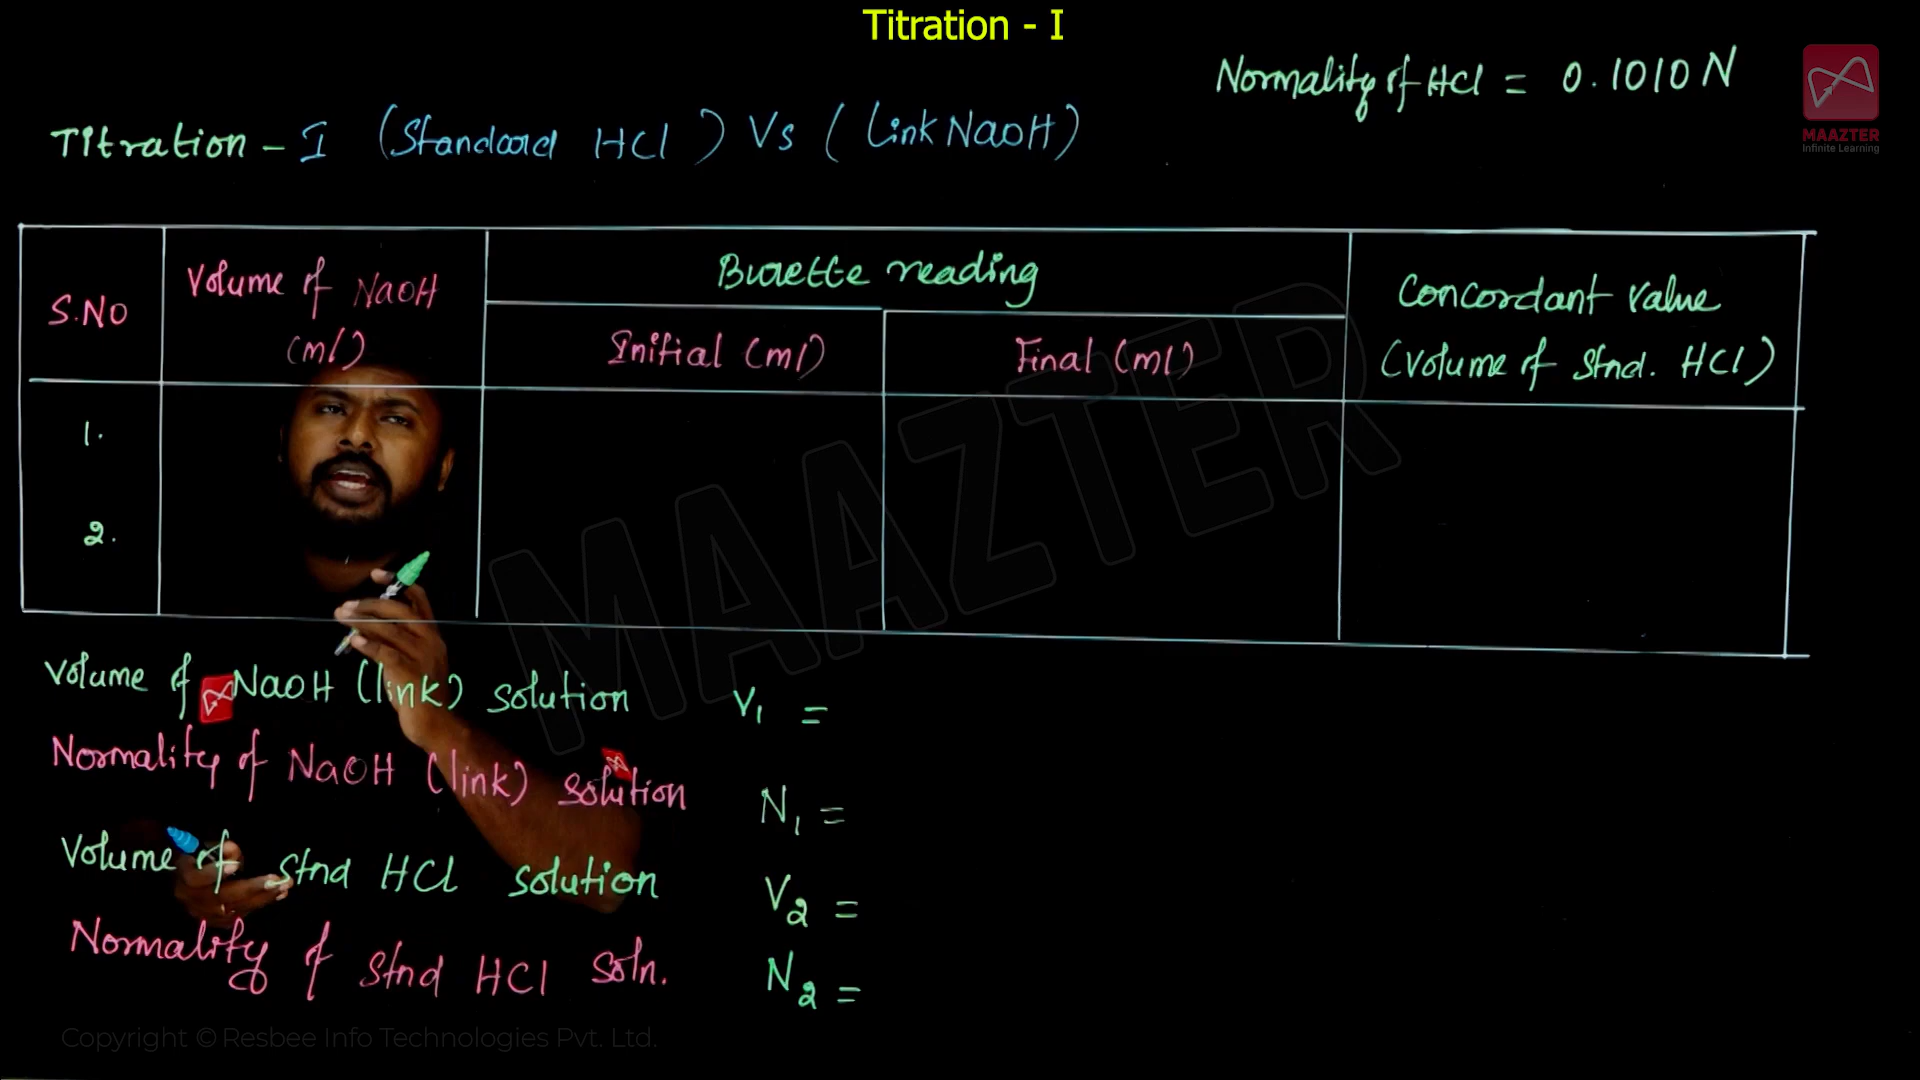 Titration - I
Normality of HCl = 0.1010 N
MAAZTER
Infinite Learning
Titration - I (Standard HCl) Vs (Link NaOH)
S.NO
Volume of NaOH
(ml)
Burette reading
Initial (ml)
Final (ml)
Concordant Value
(Volume of Stnd. HCl)
1.
2.
MAAZTER
Volume of NaOH (link) solution V₁ =
Normality of NaOH (link) solution N₁ =
Volume of Stnd HCl solution V₂ =
Normality of Stnd HCl soln. N₂ =
Copyright © Resbee Info Technologies Pvt. Ltd.